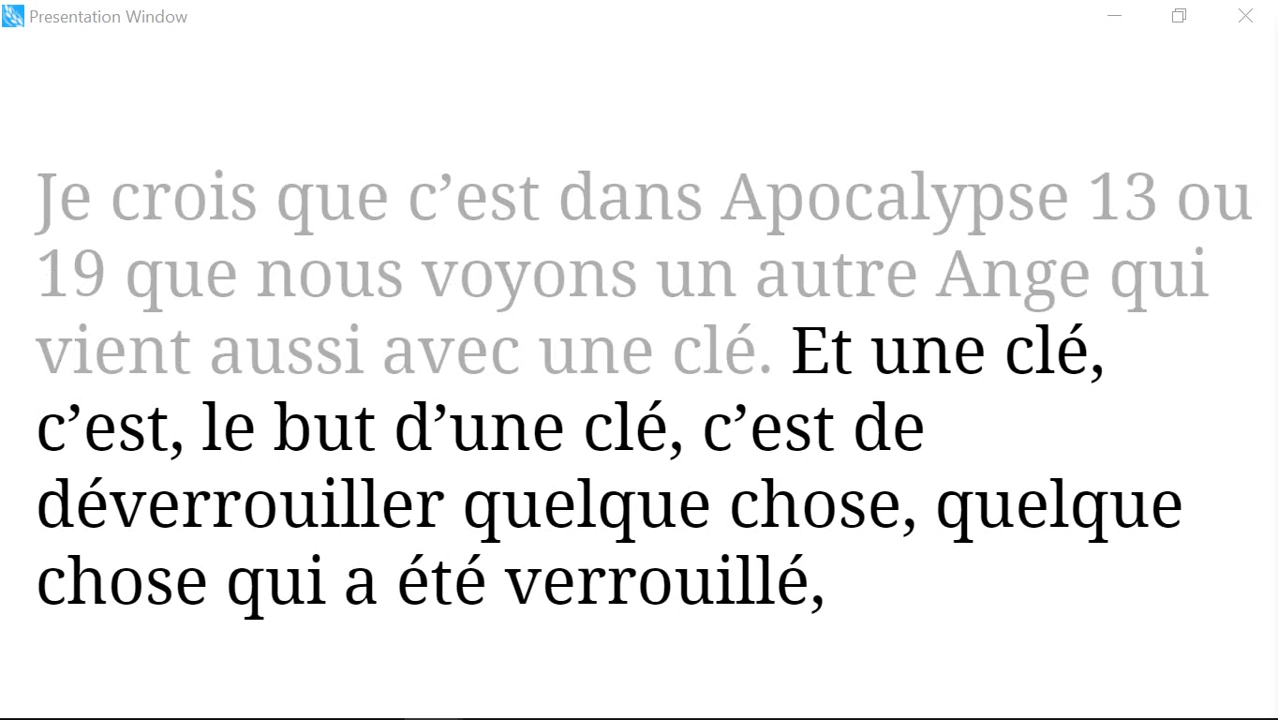 Presentation Window
Je crois que c’est dans Apocalypse 13 ou
19 que nous voyons un autre Ange qui
vient aussi avec une clé. Et une clé,
c’est, le but d’une clé, c’est de
déverrouiller quelque chose, quelque
chose qui a été verrouillé,